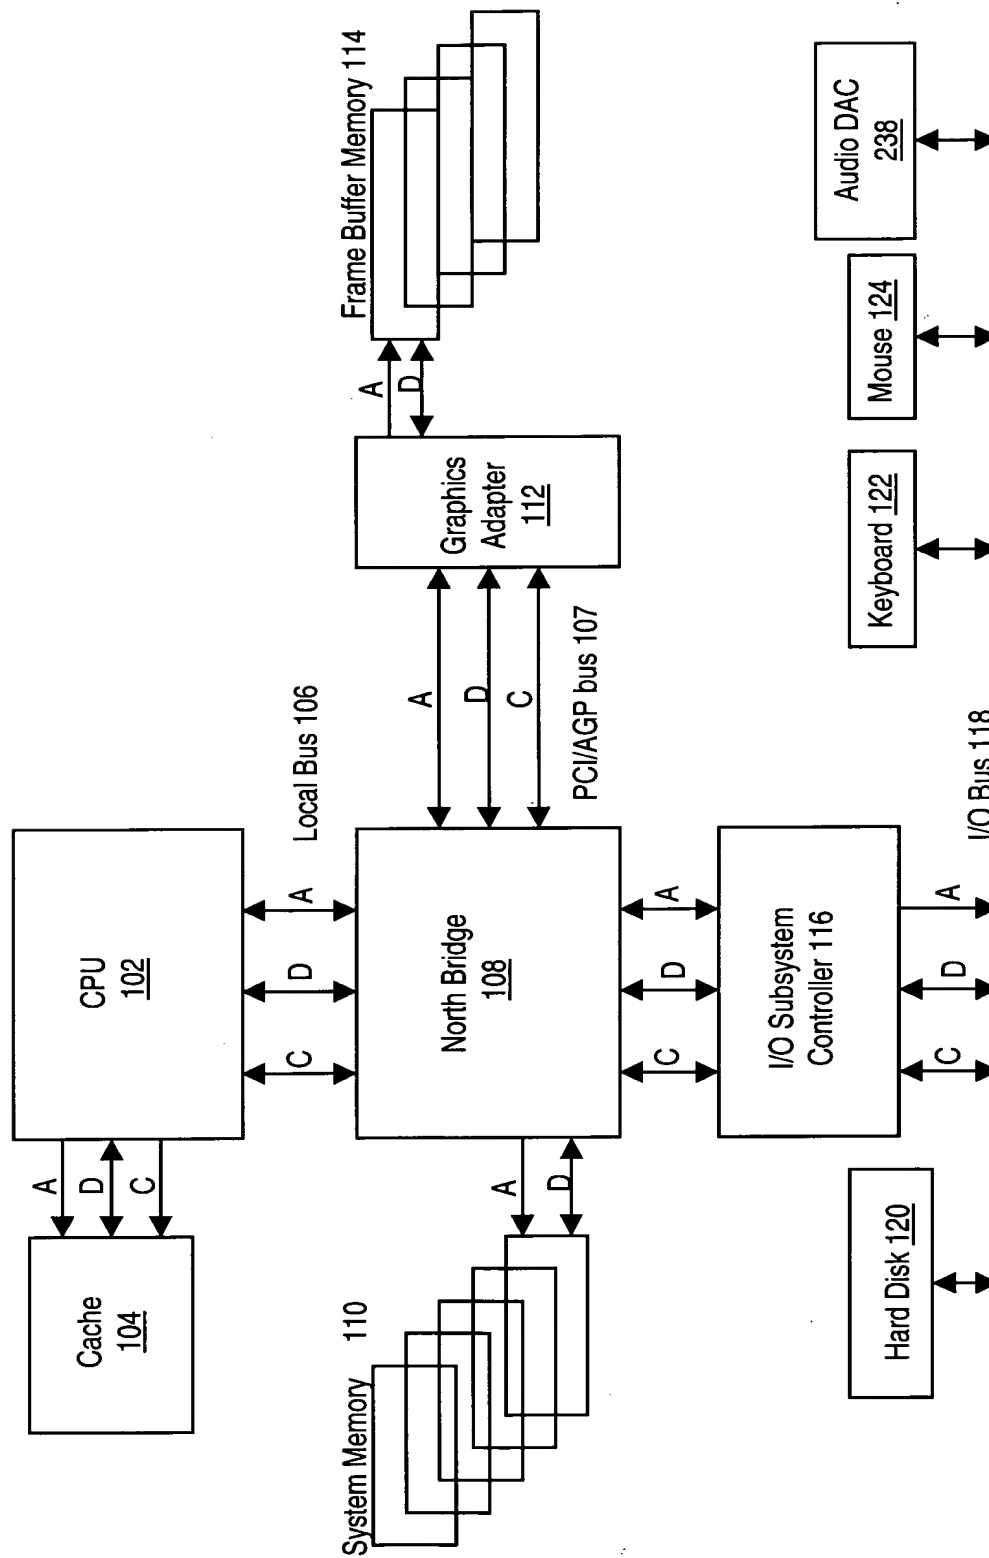 Cache
104
A
D
C
CPU
102
C
D
A
Local Bus 106
System Memory 110
A
D
North Bridge
108
A
D
C
PCI/AGP bus 107
Graphics
Adapter
112
A
D
Frame Buffer Memory 114
C
D
A
I/O Subsystem
Controller 116
C
D
A
I/O Bus 118
Hard Disk 120
Keyboard 122
Mouse 124
Audio DAC
238